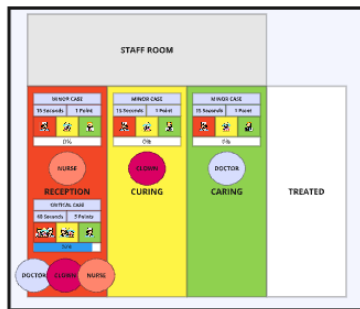 STAFF ROOM
MINOR CASE
15 Seconds 1 Point
0%
NURSE
RECEPTION
CRITICAL CASE
60 Seconds 5 Points
DOCTOR CLOWN NURSE
MINOR CASE
15 Seconds 1 Point
0%
CLOWN
CURING
MINOR CASE
15 Seconds 1 Point
0%
DOCTOR
CARING
TREATED